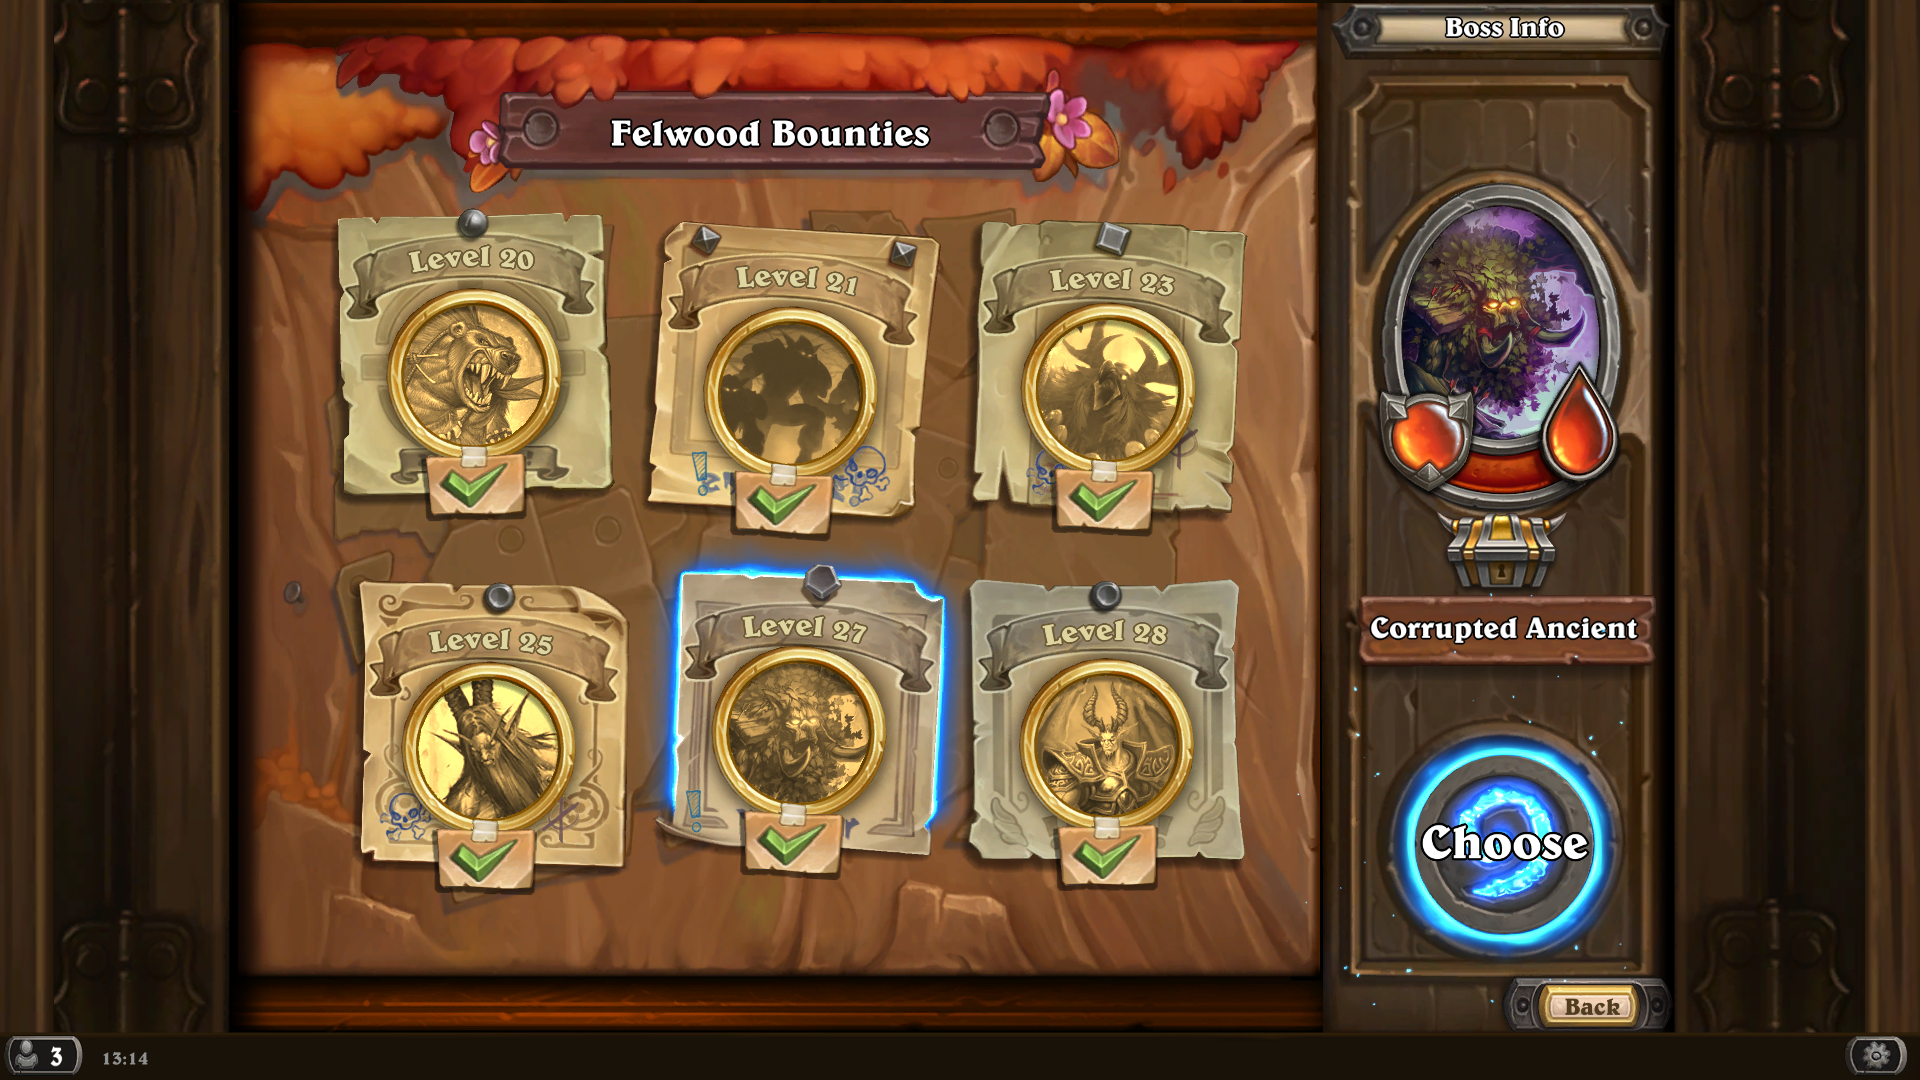 Boss Info
Felwood Bounties
Level 20
Level 21
Level 23
Level 25
Level 27
Level 28
Corrupted Ancient
Choose
Back
3
13:14